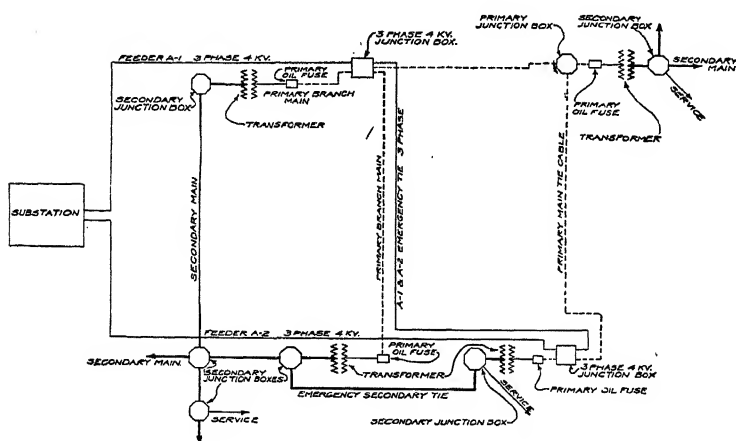 PRIMARY
JUNCTION BOX
SECONDARY
JUNCTION BOX
3 PHASE 4 KV.
JUNCTION BOX.
FEEDER A-1 3 PHASE 4 KV.
PRIMARY
OIL FUSE
PRIMARY BRANCH
MAIN
SECONDARY
JUNCTION BOX
TRANSFORMER
SECONDARY
MAIN
SERVICE
PRIMARY
OIL FUSE
TRANSFORMER
SUBSTATION
SECONDARY MAIN
PRIMARY BRANCH MAIN
A-1 & A-2 EMERGENCY TIE 3 PHASE
PRIMARY MAIN TIE CABLE
FEEDER A-2 3 PHASE 4 KV.
SECONDARY MAIN.
SECONDARY
JUNCTION BOXES
PRIMARY
OIL FUSE
TRANSFORMER
SERVICE
3 PHASE 4 KV.
JUNCTION BOX
PRIMARY OIL FUSE
EMERGENCY SECONDARY TIE
SERVICE
SECONDARY JUNCTION BOX